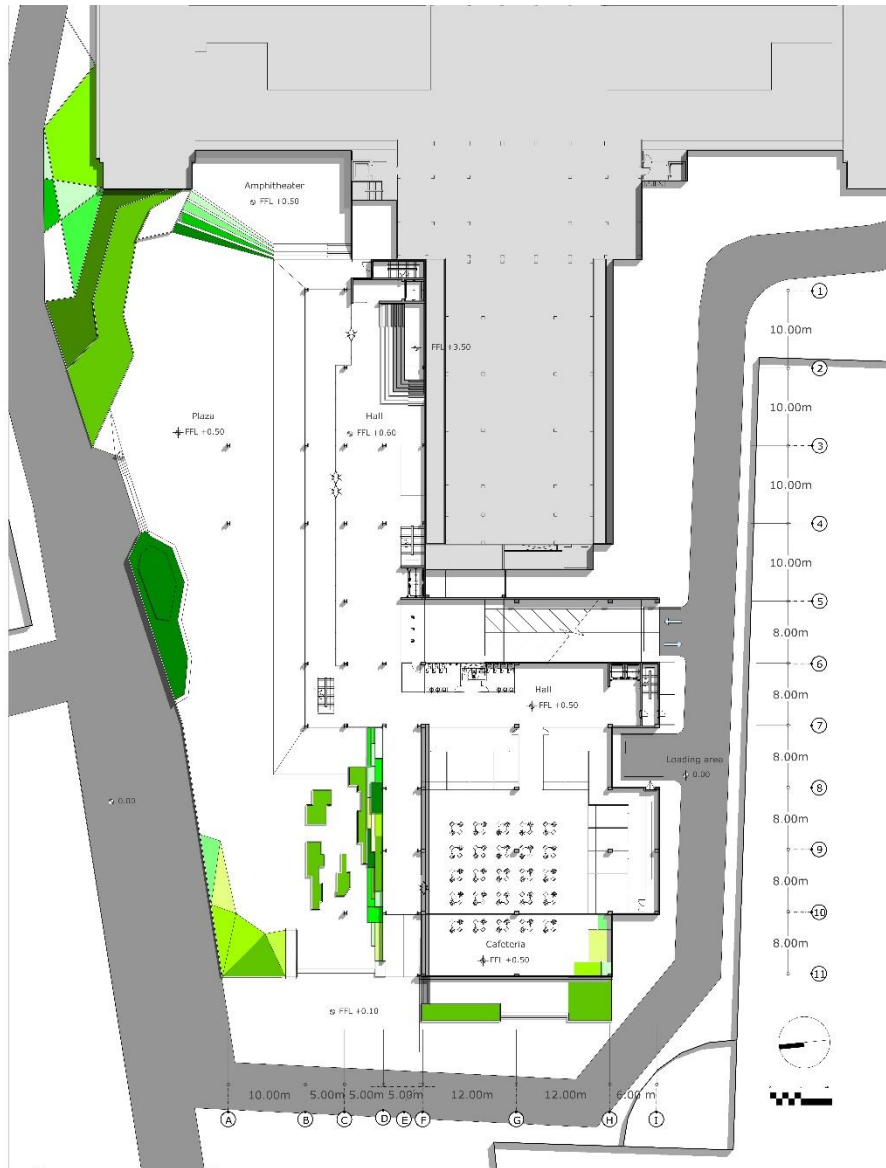 Amphitheater
FFL +0.50
1
10.00m
FFL +3.50
2
10.00m
Plaza
FFL +0.50
Hall
FFL +0.60
3
10.00m
4
10.00m
5
8.00m
6
8.00m
Hall
FFL +0.50
7
8.00m
Loading area
0.00
8
0.00
8.00m
9
8.00m
10
8.00m
Cafeteria
FFL +0.50
11
FFL +0.10
10.00m
5.00m
5.00m
5.00m
12.00m
12.00m
6.00 m
A
B
C
D
E
F
G
H
I